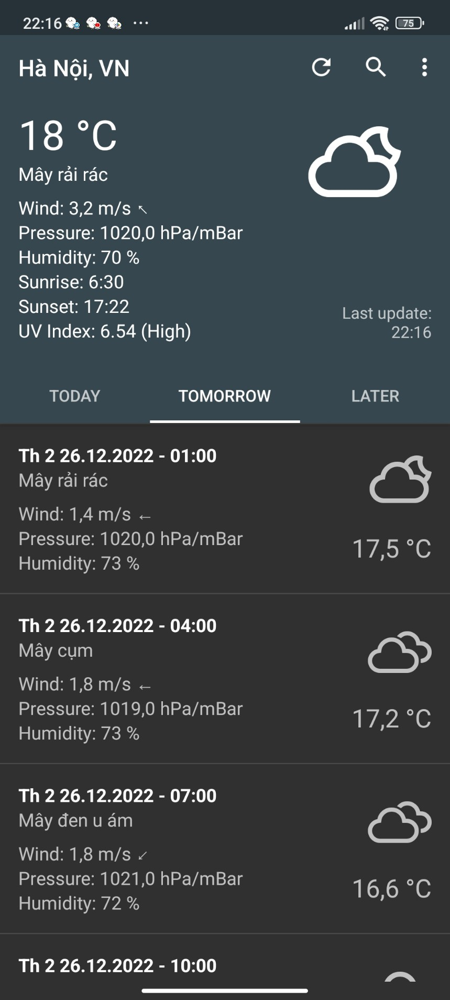 22:16 ... 75
Hà Nội, VN
18 °C
Mây rải rác
Wind: 3,2 m/s ↖
Pressure: 1020,0 hPa/mBar
Humidity: 70 %
Sunrise: 6:30
Sunset: 17:22
UV Index: 6.54 (High)
Last update:
22:16
TODAY TOMORROW LATER
Th 2 26.12.2022 - 01:00
Mây rải rác
Wind: 1,4 m/s ←
Pressure: 1020,0 hPa/mBar
Humidity: 73 %
17,5 °C
Th 2 26.12.2022 - 04:00
Mây cụm
Wind: 1,8 m/s ←
Pressure: 1019,0 hPa/mBar
Humidity: 73 %
17,2 °C
Th 2 26.12.2022 - 07:00
Mây đen u ám
Wind: 1,8 m/s ↙
Pressure: 1021,0 hPa/mBar
Humidity: 72 %
16,6 °C
Th 2 26.12.2022 - 10:00